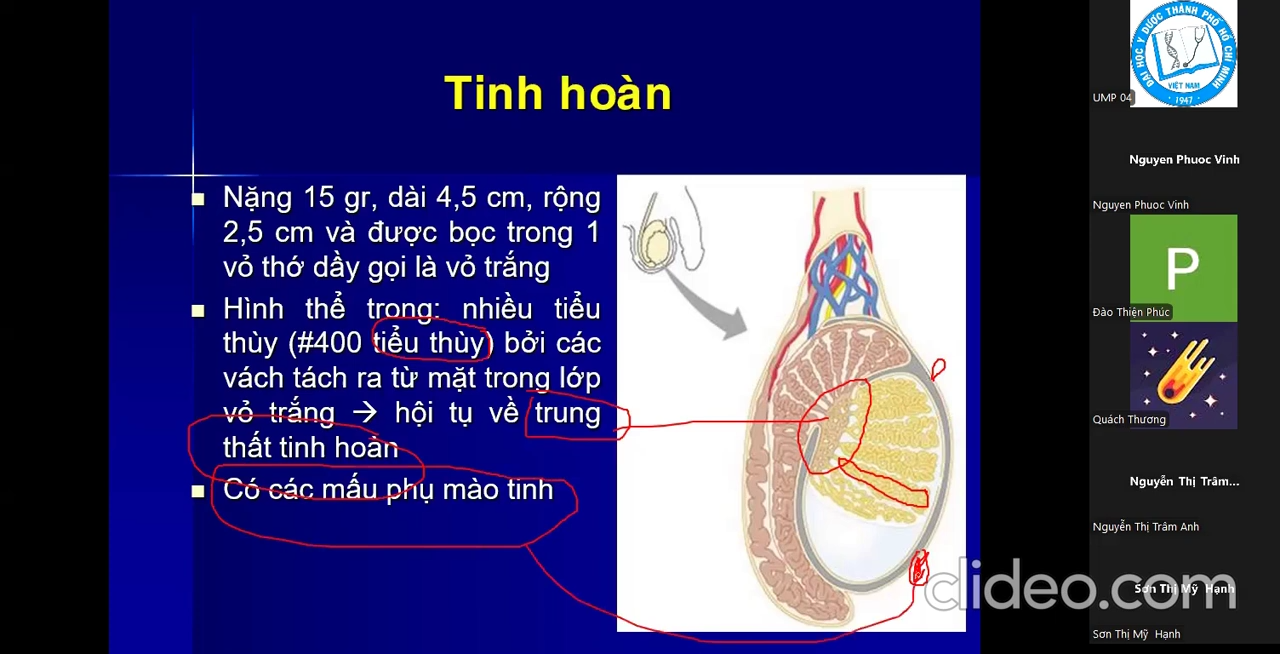 Tinh hoàn
Nặng 15 gr, dài 4,5 cm, rộng
2,5 cm và được bọc trong 1
vỏ thớ dầy gọi là vỏ trắng
Hình thể trong: nhiều tiểu
thùy (#400 tiểu thùy) bởi các
vách tách ra từ mặt trong lớp
vỏ trắng → hội tụ về trung
thất tinh hoàn
Có các mấu phụ mào tinh
ĐẠI HỌC Y DƯỢC THÀNH PHỐ HỒ CHÍ MINH
VIỆT NAM
· 1947 ·
UMP 04
Nguyen Phuoc Vinh
Nguyen Phuoc Vinh
P
Đào Thiện Phúc
Quách Thương
Nguyễn Thị Trâm...
Nguyễn Thị Trâm Anh
Sơn Thị Mỹ Hạnh
Sơn Thị Mỹ Hạnh
clideo.com